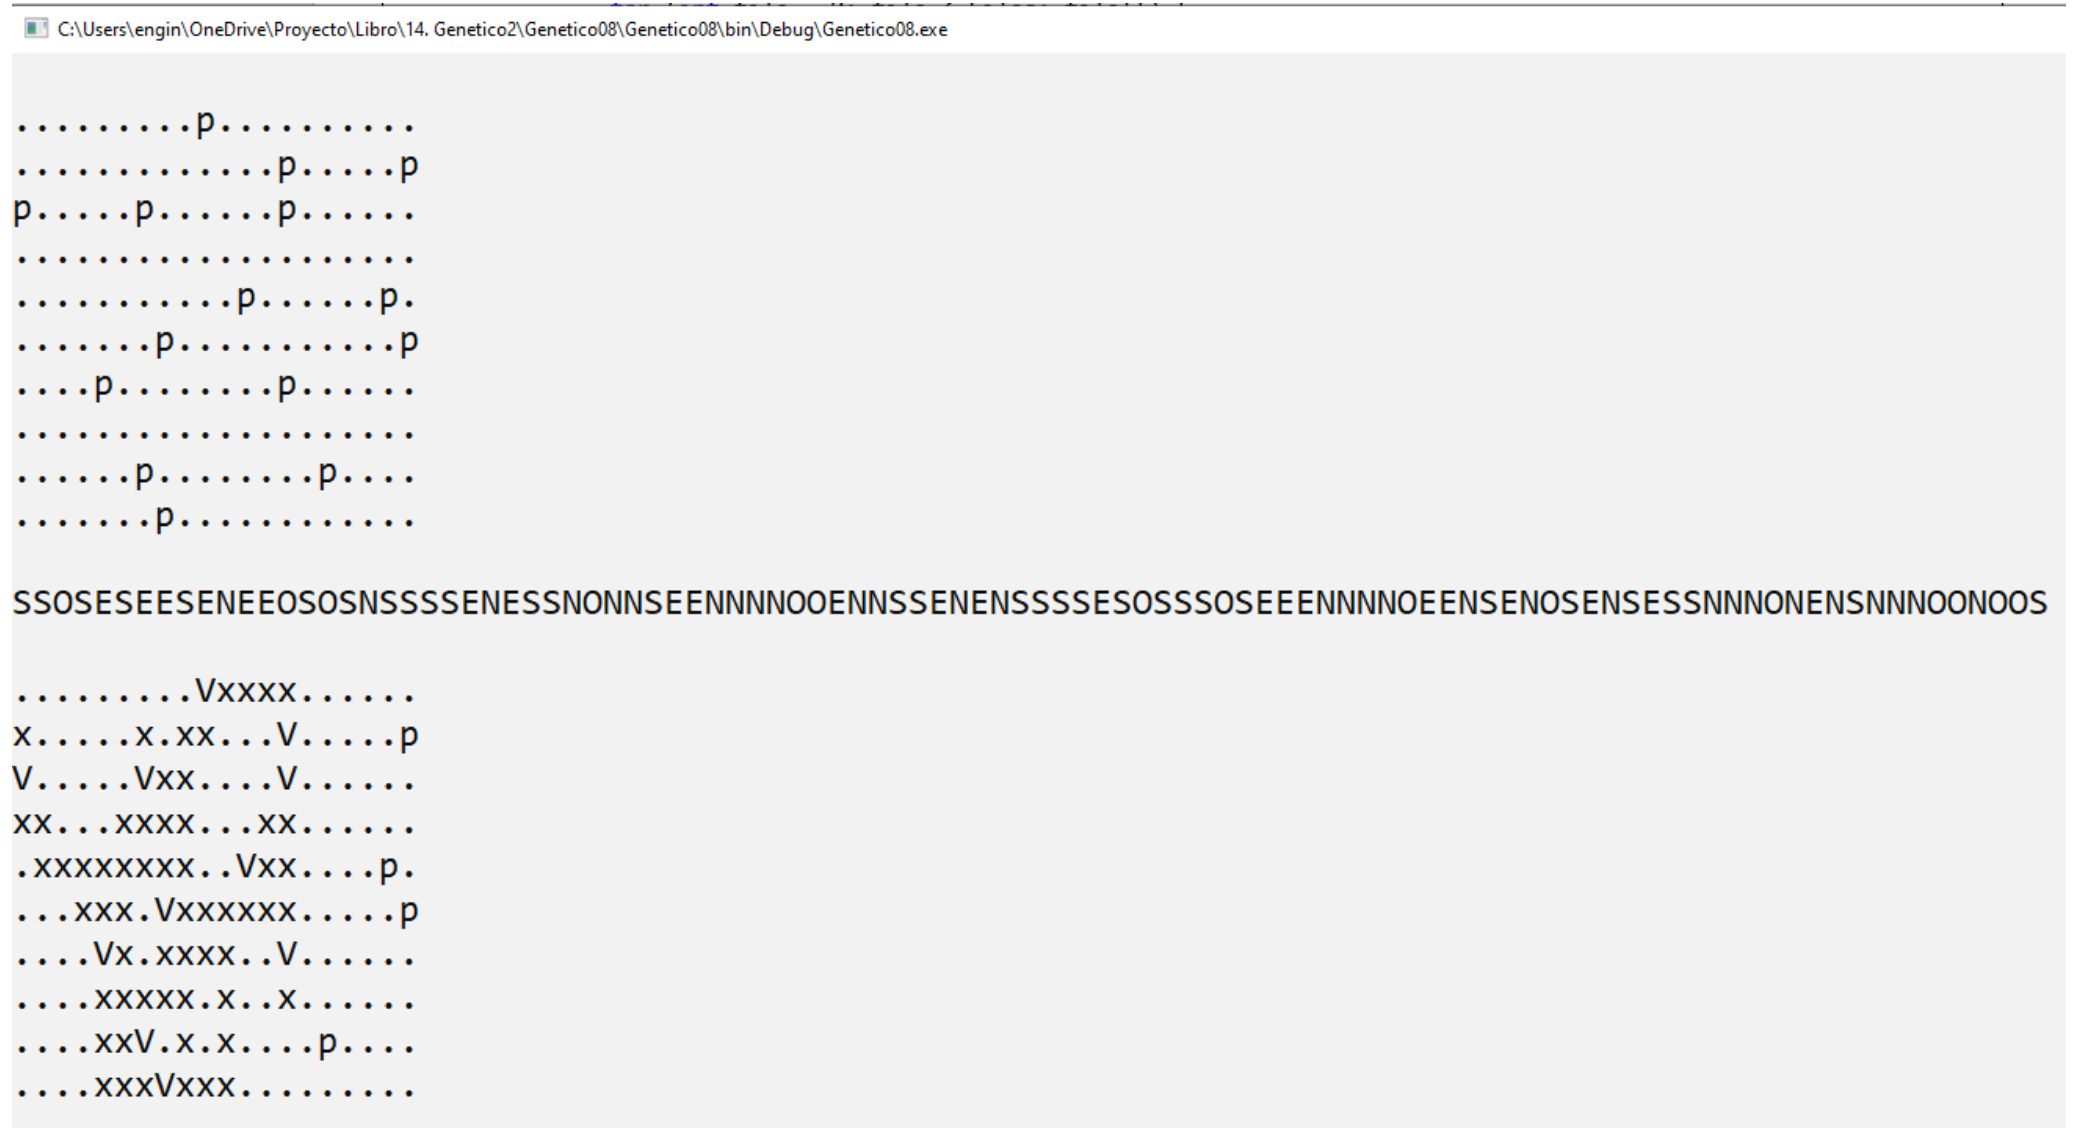 C:\Users\engin\OneDrive\Proyecto\Libro\14. Genetico2\Genetico08\Genetico08\bin\Debug\Genetico08.exe
.........p..........
.............p.....p
p.....p......p......
....................
...........p......p.
.......p...........p
....p........p......
....................
......p........p....
.......p............
SSOSESEESENEEOSOSNSSSSENESSNONNSEENNNNOOENNSSENENSSSSESOSSSOSEEENNNNOEENSENOSENSESSNNNONENSNNNOONOOS
.........Vxxxx......
x.....x.xx...V.....p
V.....Vxx....V......
xx...xxxx...xx......
.xxxxxxxx..Vxx....p.
...xxx.Vxxxxxx.....p
....Vx.xxxx..V......
....xxxxx.x..x......
....xxV.x.x....p....
....xxxVxxx.........